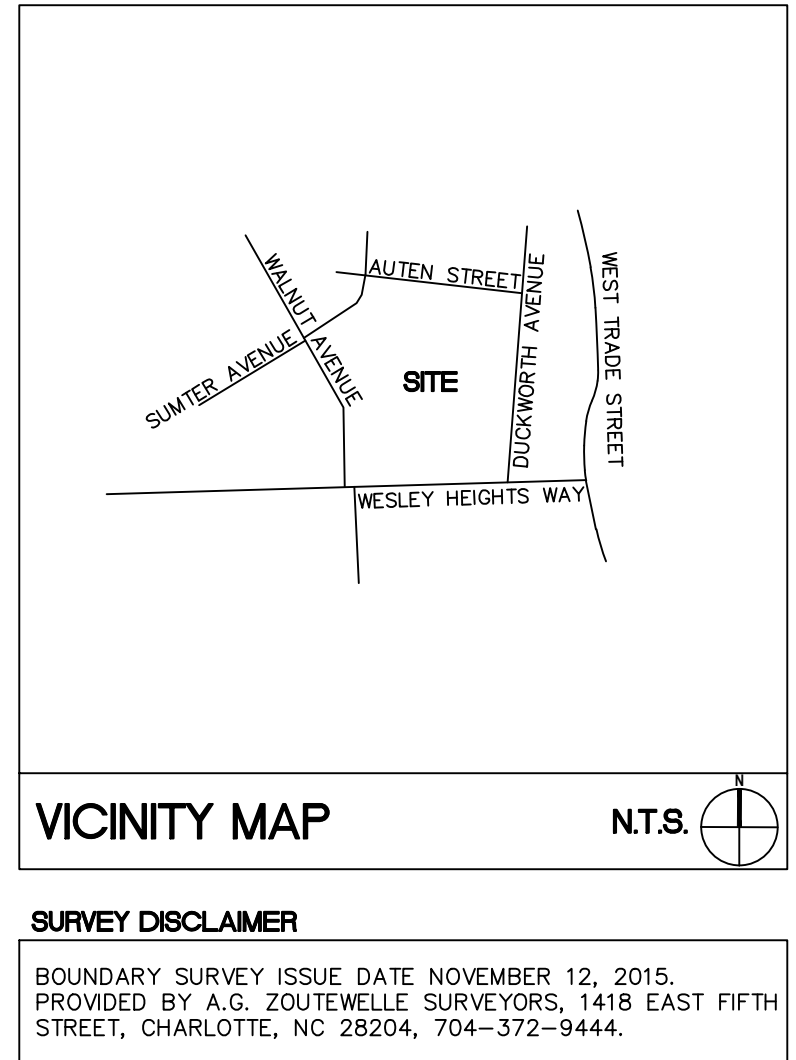 AUTEN STREET
WALNUT AVENUE
SUMTER AVENUE
SITE
DUCKWORTH AVENUE
WEST TRADE STREET
WESLEY HEIGHTS WAY
VICINITY MAP
N.T.S.
N
SURVEY DISCLAIMER
BOUNDARY SURVEY ISSUE DATE NOVEMBER 12, 2015.
PROVIDED BY A.G. ZOUTEWELLE SURVEYORS, 1418 EAST FIFTH
STREET, CHARLOTTE, NC 28204, 704-372-9444.